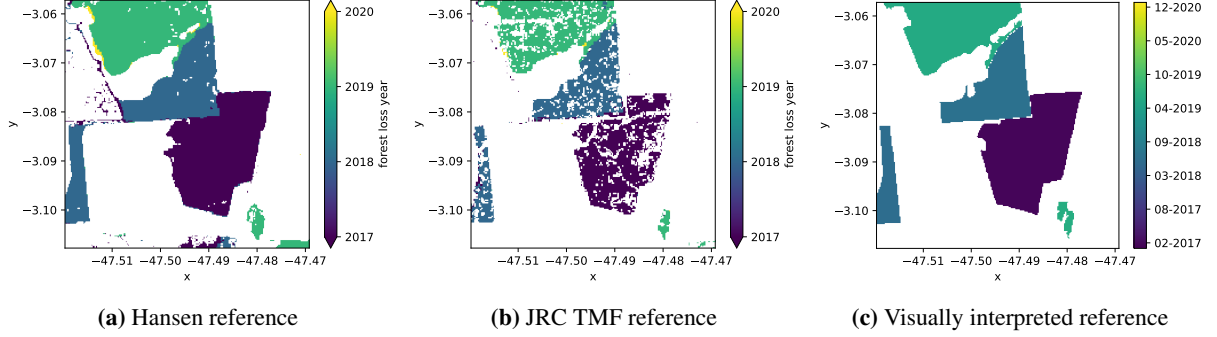 −3.06
−3.07
−3.08
−3.09
−3.10
y
−47.51 −47.50 −47.49 −47.48 −47.47
x
2020
2019
2018
2017
forest loss year
(a) Hansen reference
−3.06
−3.07
−3.08
−3.09
−3.10
y
−47.51 −47.50 −47.49 −47.48 −47.47
x
2020
2019
2018
2017
forest loss year
(b) JRC TMF reference
−3.06
−3.07
−3.08
−3.09
−3.10
y
−47.51 −47.50 −47.49 −47.48 −47.47
x
12-2020
05-2020
10-2019
04-2019
09-2018
03-2018
08-2017
02-2017
(c) Visually interpreted reference